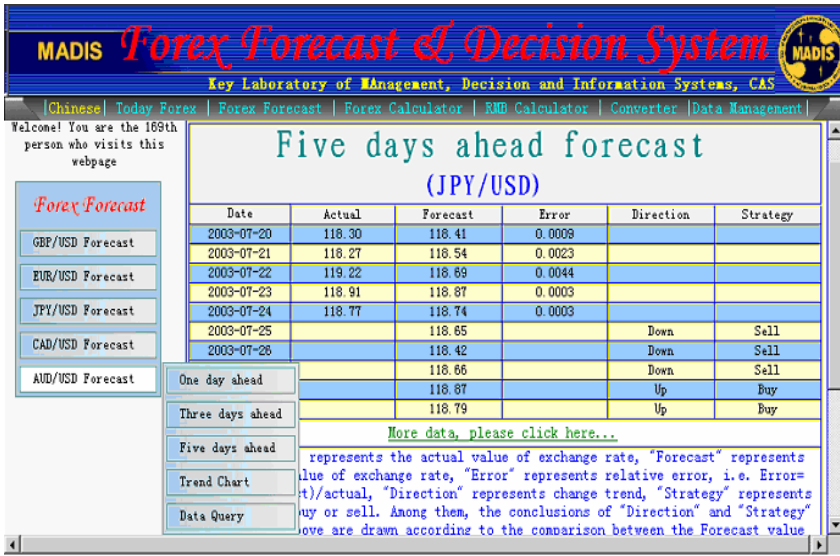 MADIS Forex Forecast & Decision System MADIS
Key Laboratory of MAnagement, Decision and Information Systems, CAS
|Chinese| Today Forex | Forex Forecast | Forex Calculator | RMB Calculator | Converter |Data Management|
Welcome! You are the 169th
person who visits this
webpage
Forex Forecast
GBP/USD Forecast
EUR/USD Forecast
JPY/USD Forecast
CAD/USD Forecast
AUD/USD Forecast
One day ahead
Three days ahead
Five days ahead
Trend Chart
Data Query
Five days ahead forecast
(JPY/USD)
Date Actual Forecast Error Direction Strategy
2003-07-20 118.30 118.41 0.0009
2003-07-21 118.27 118.54 0.0023
2003-07-22 119.22 118.69 0.0044
2003-07-23 118.91 118.87 0.0003
2003-07-24 118.77 118.74 0.0003
2003-07-25 118.65 Down Sell
2003-07-26 118.42 Down Sell
118.66 Down Sell
118.87 Up Buy
118.79 Up Buy
More data, please click here...
represents the actual value of exchange rate, "Forecast" represents
lue of exchange rate, "Error" represents relative error, i.e. Error=
t)/actual, "Direction" represents change trend, "Strategy" represents
uy or sell. Among them, the conclusions of "Direction" and "Strategy"
ove are drawn according to the comparison between the Forecast value